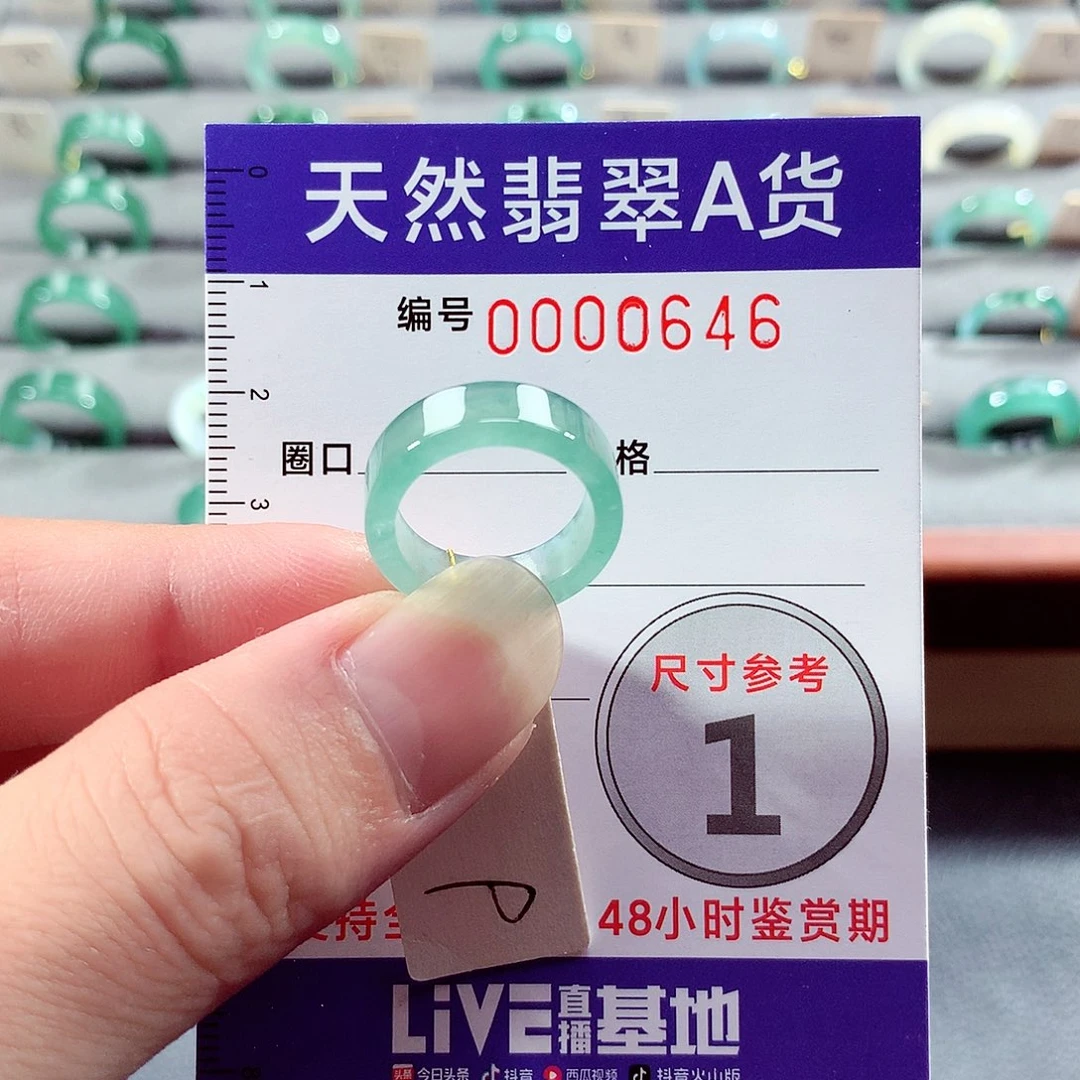 天然翡翠A货
编号 0000646
0
1
2
3
圈口 格
尺寸参考
1
48小时鉴赏期
LiVE直播基地
头条 今日头条 抖音 西瓜视频 抖音火山版